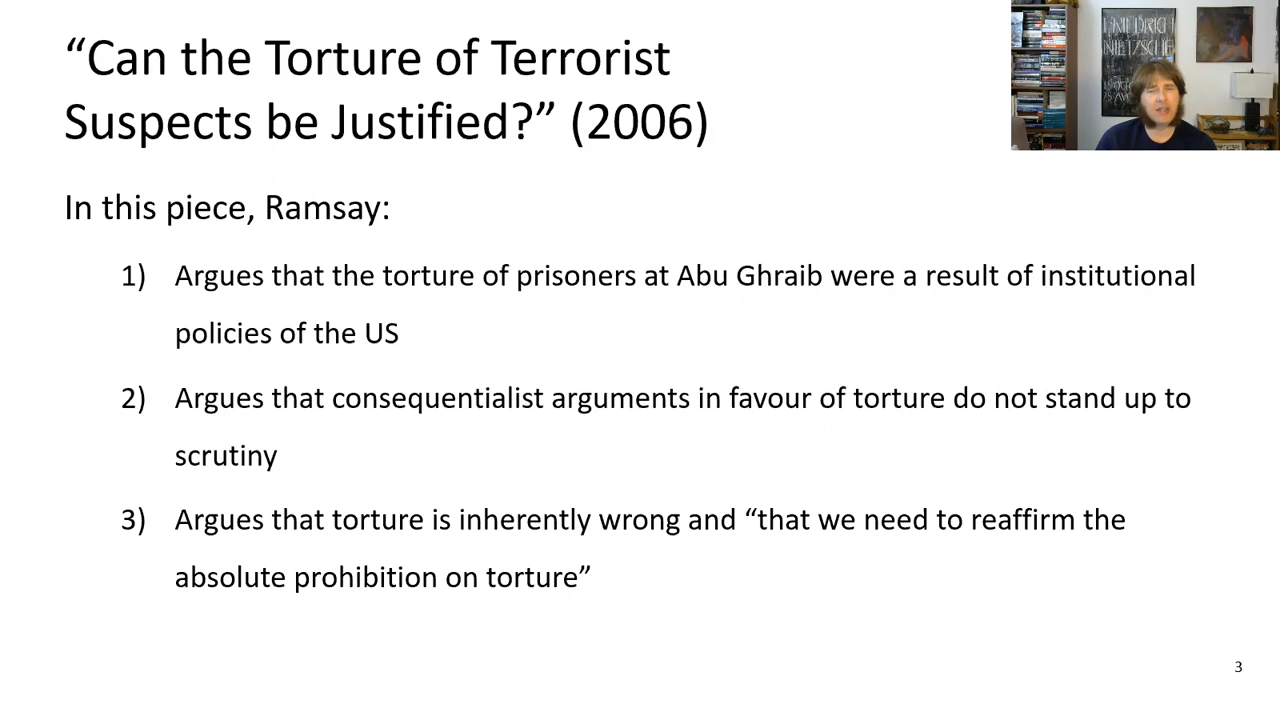 “Can the Torture of Terrorist
Suspects be Justified?” (2006)
In this piece, Ramsay:
1) Argues that the torture of prisoners at Abu Ghraib were a result of institutional
policies of the US
2) Argues that consequentialist arguments in favour of torture do not stand up to
scrutiny
3) Argues that torture is inherently wrong and “that we need to reaffirm the
absolute prohibition on torture”
3
NIETZSCHE